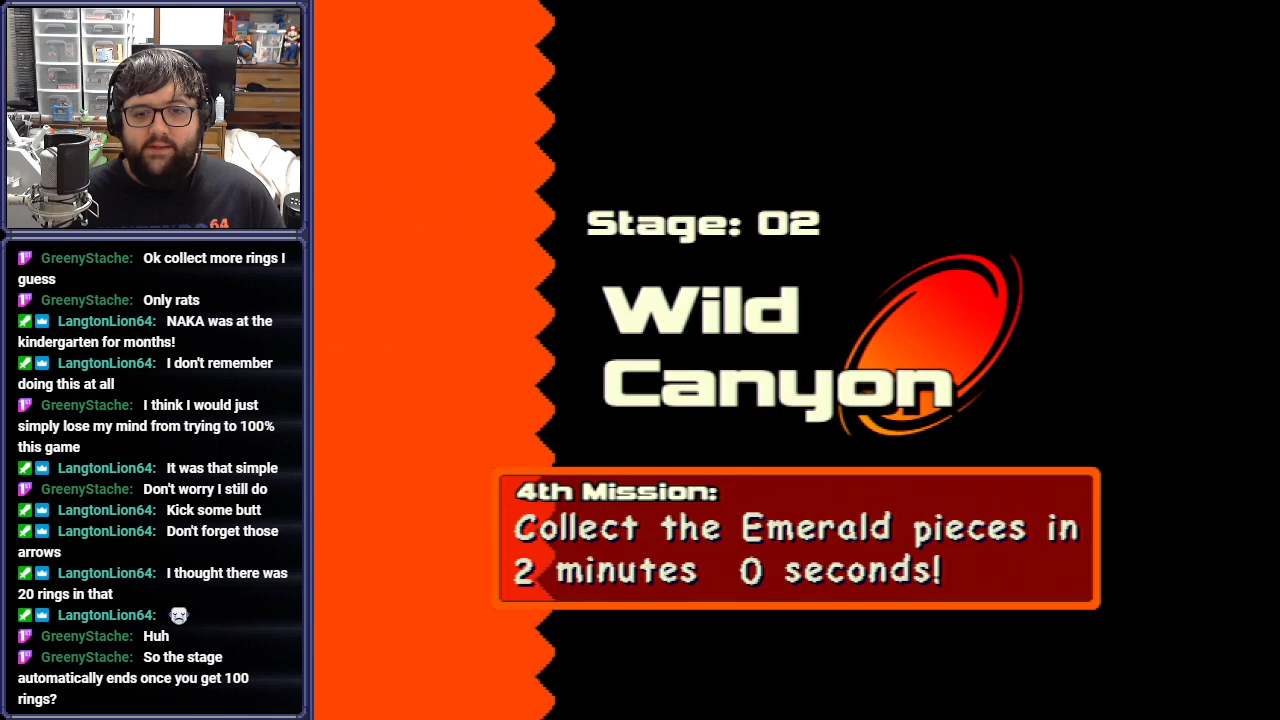 64
GreenyStache: Ok collect more rings I
guess
GreenyStache: Only rats
LangtonLion64: NAKA was at the
kindergarten for months!
LangtonLion64: I don't remember
doing this at all
GreenyStache: I think I would just
simply lose my mind from trying to 100%
this game
LangtonLion64: It was that simple
GreenyStache: Don't worry I still do
LangtonLion64: Kick some butt
LangtonLion64: Don't forget those
arrows
LangtonLion64: I thought there was
20 rings in that
LangtonLion64:
GreenyStache: Huh
GreenyStache: So the stage
automatically ends once you get 100
rings?
Stage: 02
Wild
Canyon
4th Mission:
Collect the Emerald pieces in
2 minutes 0 seconds!